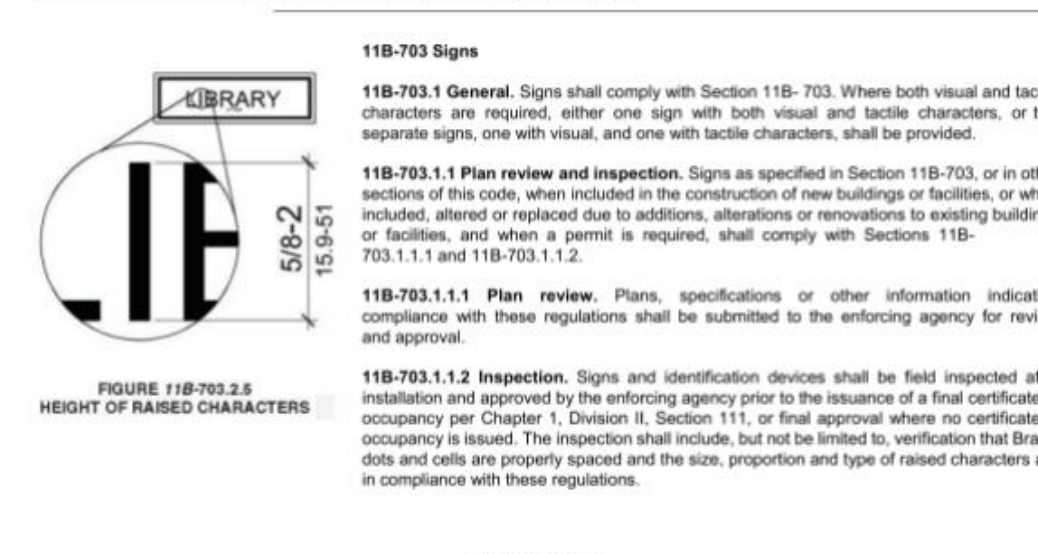 LIBRARY
LIE
5/8-2
15.9-51
FIGURE 11B-703.2.5
HEIGHT OF RAISED CHARACTERS
11B-703 Signs
11B-703.1 General. Signs shall comply with Section 11B- 703. Where both visual and
characters are required, either one sign with both visual and tactile characters, or
separate signs, one with visual, and one with tactile characters, shall be provided.
11B-703.1.1 Plan review and inspection. Signs as specified in Section 11B-703, or in
sections of this code, when included in the construction of new buildings or facilities, or
included, altered or replaced due to additions, alterations or renovations to existing
or facilities, and when a permit is required, shall comply with Sections 11B-
703.1.1.1 and 11B-703.1.1.2.
11B-703.1.1.1 Plan review. Plans, specifications or other information
compliance with these regulations shall be submitted to the enforcing agency for
and approval.
11B-703.1.1.2 Inspection. Signs and identification devices shall be field inspected
installation and approved by the enforcing agency prior to the issuance of a final certificate
occupancy per Chapter 1, Division II, Section 111, or final approval where no certificate
occupancy is issued. The inspection shall include, but not be limited to, verification that
dots and cells are properly spaced and the size, proportion and type of raised characters
in compliance with these regulations.